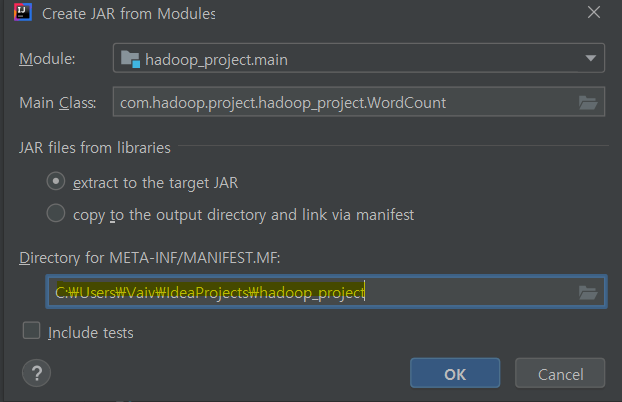 Create JAR from Modules
Module: hadoop_project.main
Main Class: com.hadoop.project.hadoop_project.WordCount
JAR files from libraries
extract to the target JAR
copy to the output directory and link via manifest
Directory for META-INF/MANIFEST.MF:
C:₩Users₩Vaiv₩IdeaProjects₩hadoop_project
Include tests
? OK Cancel